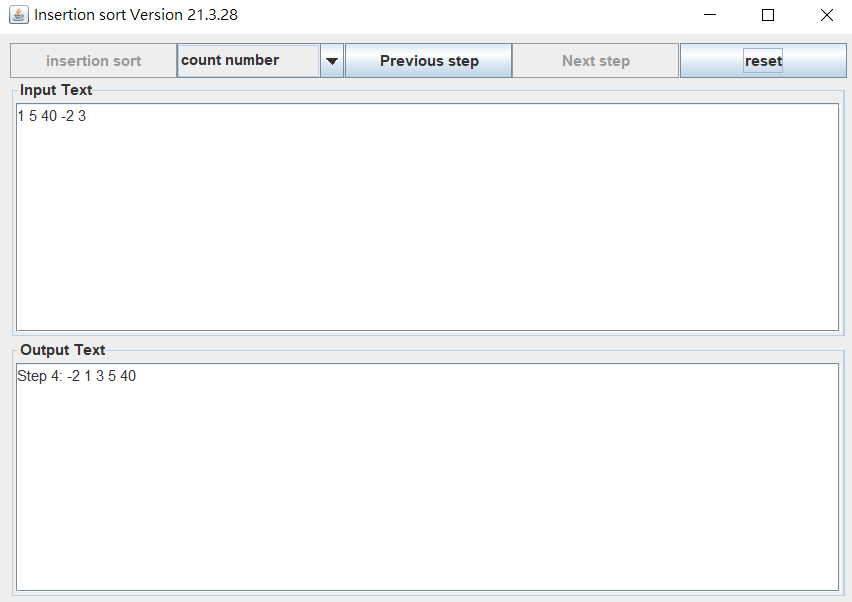 Insertion sort Version 21.3.28
insertion sort count number Previous step Next step reset
Input Text
1 5 40 -2 3
Output Text
Step 4: -2 1 3 5 40